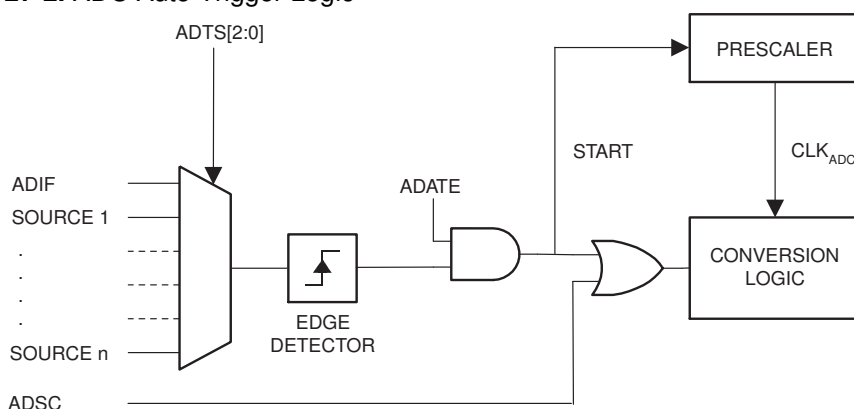 ADC Auto Trigger Logic
ADTS[2:0]
PRESCALER
START
CLK_ADC
ADIF
ADATE
SOURCE 1
.
.
.
.
CONVERSION
LOGIC
EDGE
DETECTOR
SOURCE n
ADSC